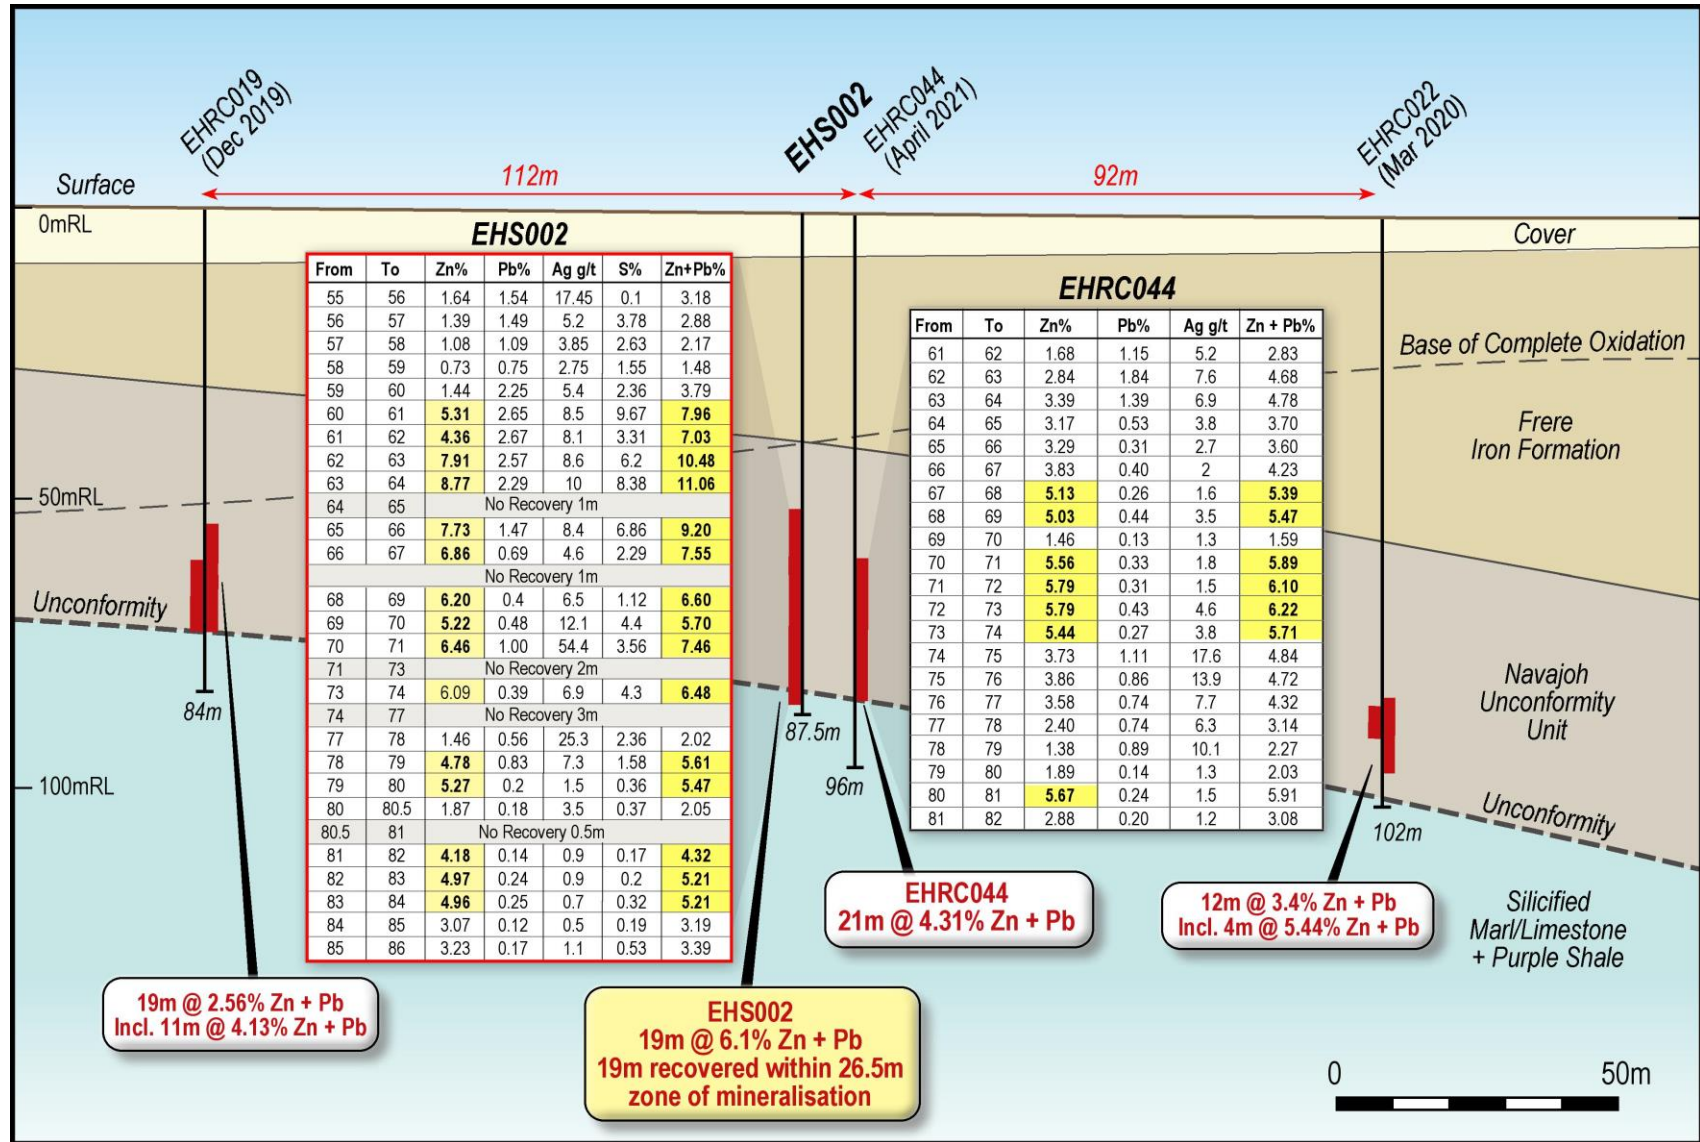 EHRC019
(Dec 2019)
EHS002
EHRC044
(April 2021)
EHRC022
(Mar 2020)
Surface
112m
92m
0mRL
Cover
EHS002
From To Zn% Pb% Ag g/t S% Zn+Pb%
55 56 1.64 1.54 17.45 0.1 3.18
56 57 1.39 1.49 5.2 3.78 2.88
57 58 1.08 1.09 3.85 2.63 2.17
58 59 0.73 0.75 2.75 1.55 1.48
59 60 1.44 2.25 5.4 2.36 3.79
60 61 5.31 2.65 8.5 9.67 7.96
61 62 4.36 2.67 8.1 3.31 7.03
62 63 7.91 2.57 8.6 6.2 10.48
63 64 8.77 2.29 10 8.38 11.06
64 65 No Recovery 1m
65 66 7.73 1.47 8.4 6.86 9.20
66 67 6.86 0.69 4.6 2.29 7.55
No Recovery 1m
68 69 6.20 0.4 6.5 1.12 6.60
69 70 5.22 0.48 12.1 4.4 5.70
70 71 6.46 1.00 54.4 3.56 7.46
71 73 No Recovery 2m
73 74 6.09 0.39 6.9 4.3 6.48
74 77 No Recovery 3m
77 78 1.46 0.56 25.3 2.36 2.02
78 79 4.78 0.83 7.3 1.58 5.61
79 80 5.27 0.2 1.5 0.36 5.47
80 80.5 1.87 0.18 3.5 0.37 2.05
80.5 81 No Recovery 0.5m
81 82 4.18 0.14 0.9 0.17 4.32
82 83 4.97 0.24 0.9 0.2 5.21
83 84 4.96 0.25 0.7 0.32 5.21
84 85 3.07 0.12 0.5 0.19 3.19
85 86 3.23 0.17 1.1 0.53 3.39
EHRC044
From To Zn% Pb% Ag g/t Zn + Pb%
61 62 1.68 1.15 5.2 2.83
62 63 2.84 1.84 7.6 4.68
63 64 3.39 1.39 6.9 4.78
64 65 3.17 0.53 3.8 3.70
65 66 3.29 0.31 2.7 3.60
66 67 3.83 0.40 2 4.23
67 68 5.13 0.26 1.6 5.39
68 69 5.03 0.44 3.5 5.47
69 70 1.46 0.13 1.3 1.59
70 71 5.56 0.33 1.8 5.89
71 72 5.79 0.31 1.5 6.10
72 73 5.79 0.43 4.6 6.22
73 74 5.44 0.27 3.8 5.71
74 75 3.73 1.11 17.6 4.84
75 76 3.86 0.86 13.9 4.72
76 77 3.58 0.74 7.7 4.32
77 78 2.40 0.74 6.3 3.14
78 79 1.38 0.89 10.1 2.27
79 80 1.89 0.14 1.3 2.03
80 81 5.67 0.24 1.5 5.91
81 82 2.88 0.20 1.2 3.08
Base of Complete Oxidation
Frere
Iron Formation
50mRL
Unconformity
Navajoh
Unconformity
Unit
84m
87.5m
96m
100mRL
102m
Unconformity
Silicified
Marl/Limestone
+ Purple Shale
19m @ 2.56% Zn + Pb
Incl. 11m @ 4.13% Zn + Pb
EHS002
19m @ 6.1% Zn + Pb
19m recovered within 26.5m
zone of mineralisation
EHRC044
21m @ 4.31% Zn + Pb
12m @ 3.4% Zn + Pb
Incl. 4m @ 5.44% Zn + Pb
0 50m